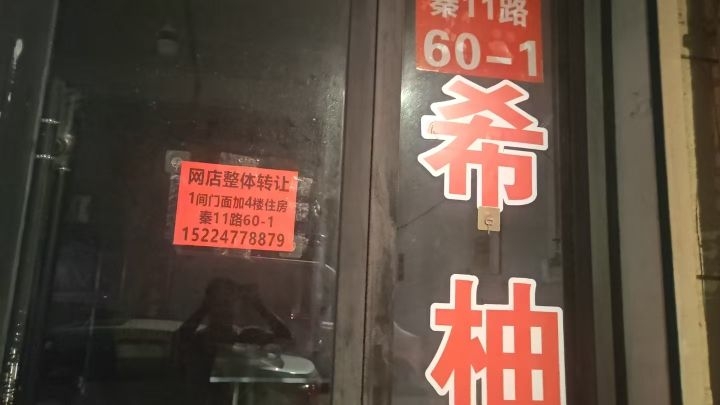 秦11路
60-1
希
柚
网店整体转让
1间门面加4楼住房
秦11路60-1
15224778879